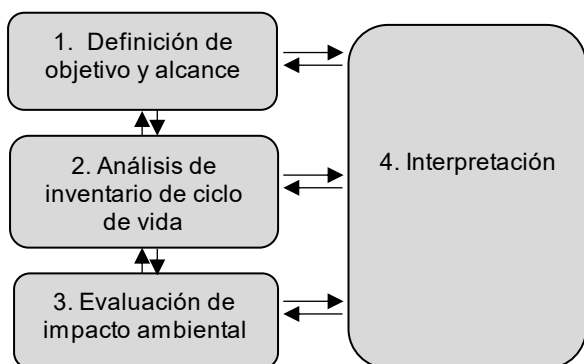 1. Definición de
objetivo y alcance
2. Análisis de
inventario de ciclo
de vida
3. Evaluación de
impacto ambiental
4. Interpretación